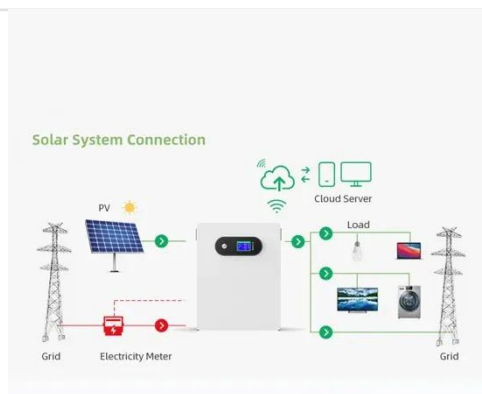 Solar System Connection
Cloud Server
PV
Load
Grid
Electricity Meter
Grid